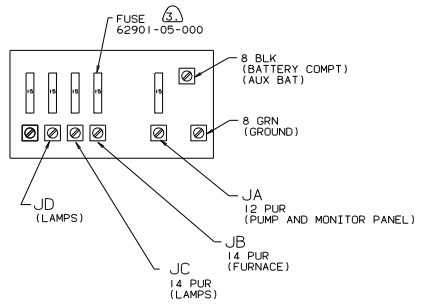 FUSE 3.
62901-05-000
8 BLK
(BATTERY COMPT)
(AUX BAT)
15 15 15 15 15
8 GRN
(GROUND)
JD
(LAMPS)
JA
12 PUR
(PUMP AND MONITOR PANEL)
JB
14 PUR
(FURNACE)
JC
14 PUR
(LAMPS)